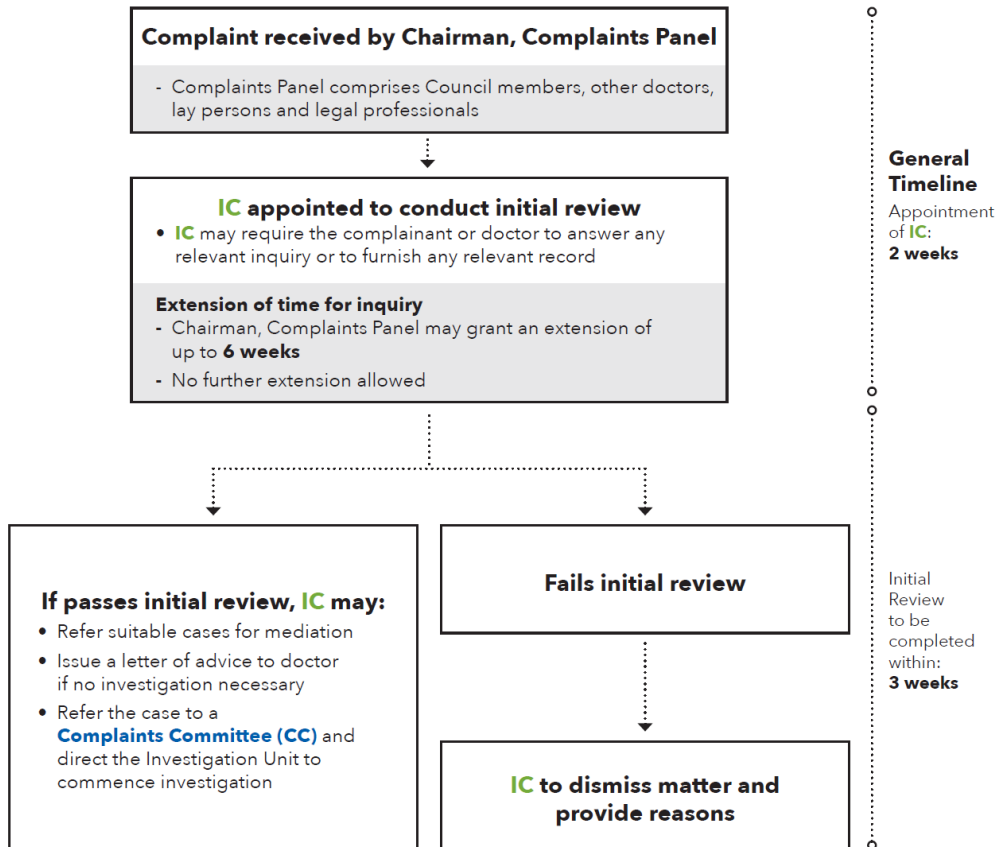 Complaint received by Chairman, Complaints Panel
- Complaints Panel comprises Council members, other doctors,
lay persons and legal professionals
IC appointed to conduct initial review
• IC may require the complainant or doctor to answer any
relevant inquiry or to furnish any relevant record
Extension of time for inquiry
- Chairman, Complaints Panel may grant an extension of
up to 6 weeks
- No further extension allowed
General
Timeline
Appointment
of IC:
2 weeks
If passes initial review, IC may:
• Refer suitable cases for mediation
• Issue a letter of advice to doctor
if no investigation necessary
• Refer the case to a
Complaints Committee (CC) and
direct the Investigation Unit to
commence investigation
Fails initial review
IC to dismiss matter and
provide reasons
Initial
Review
to be
completed
within:
3 weeks